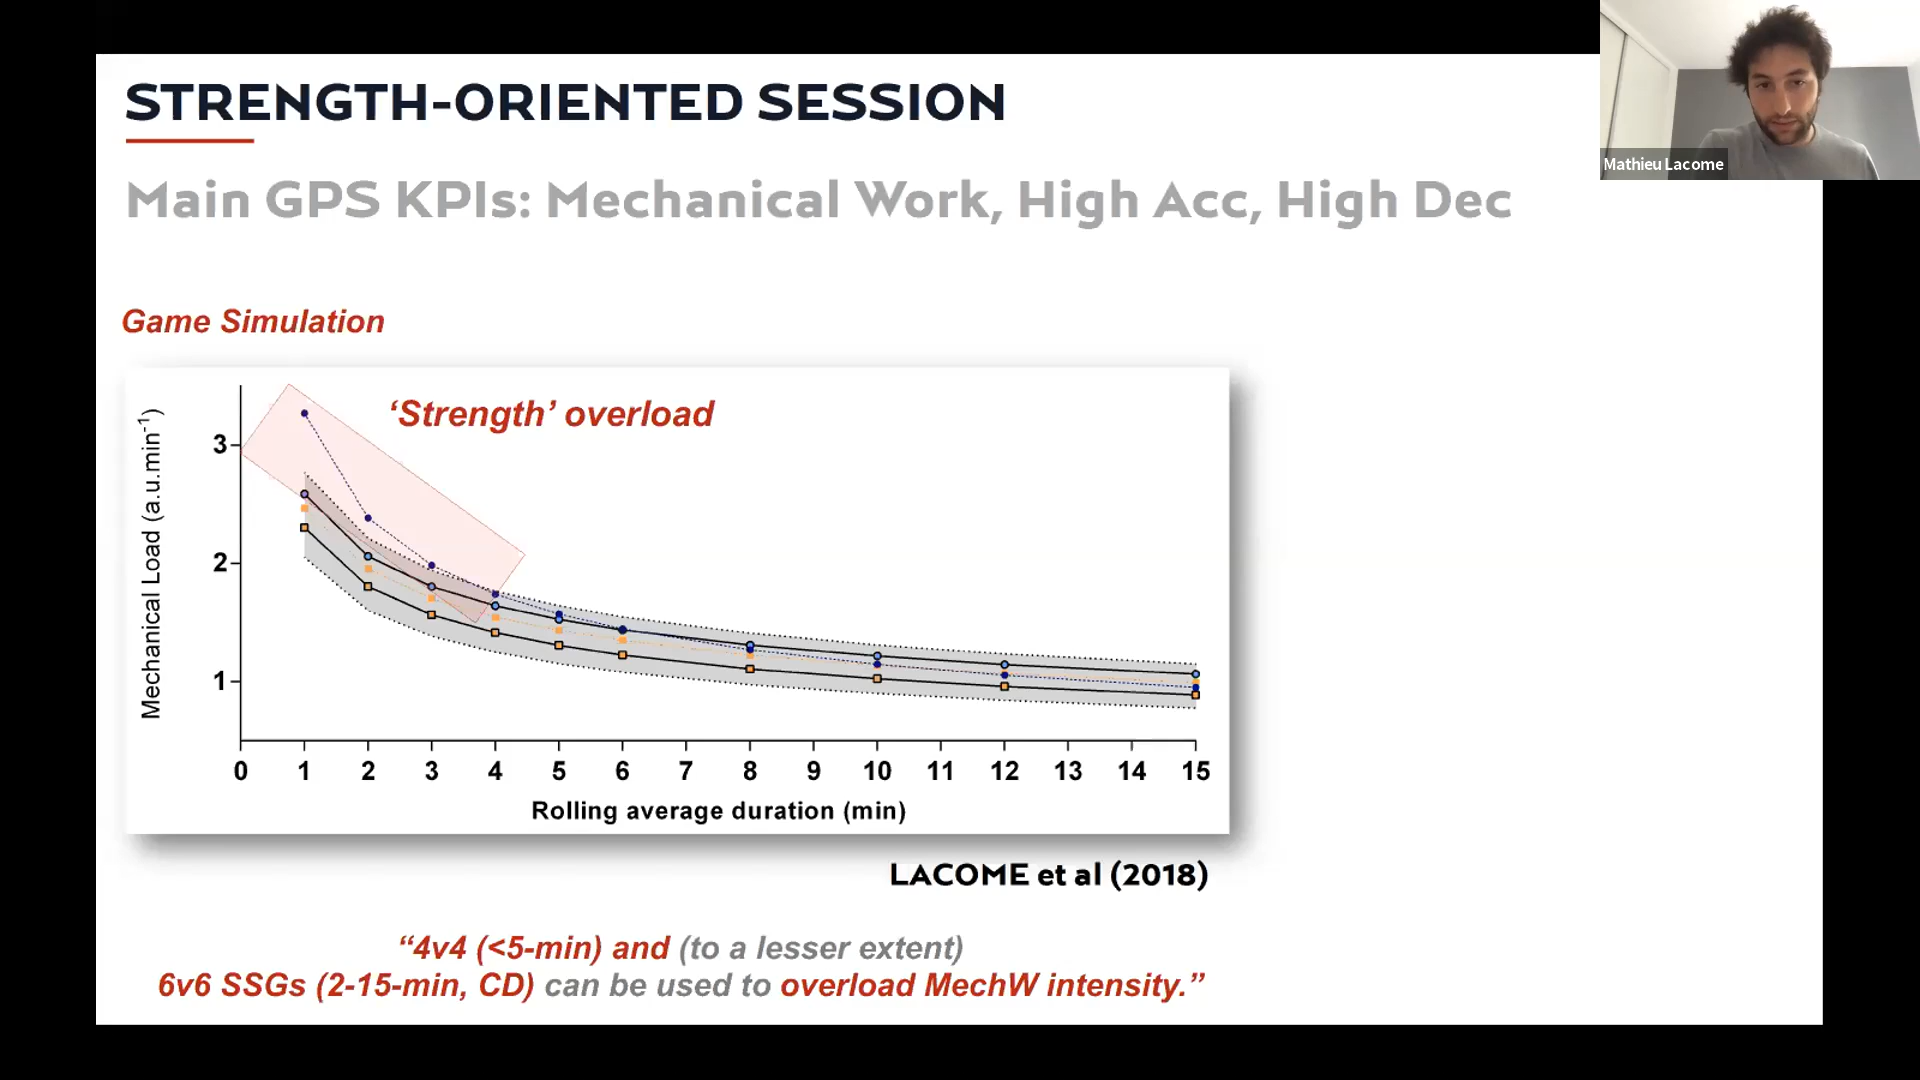 STRENGTH-ORIENTED SESSION
Mathieu Lacome
Main GPS KPIs: Mechanical Work, High Acc, High Dec
Game Simulation
‘Strength’ overload
Mechanical Load (a.u.min⁻¹)
3
2
1
0 1 2 3 4 5 6 7 8 9 10 11 12 13 14 15
Rolling average duration (min)
LACOME et al (2018)
“4v4 (<5-min) and (to a lesser extent)
6v6 SSGs (2-15-min, CD) can be used to overload MechW intensity.”